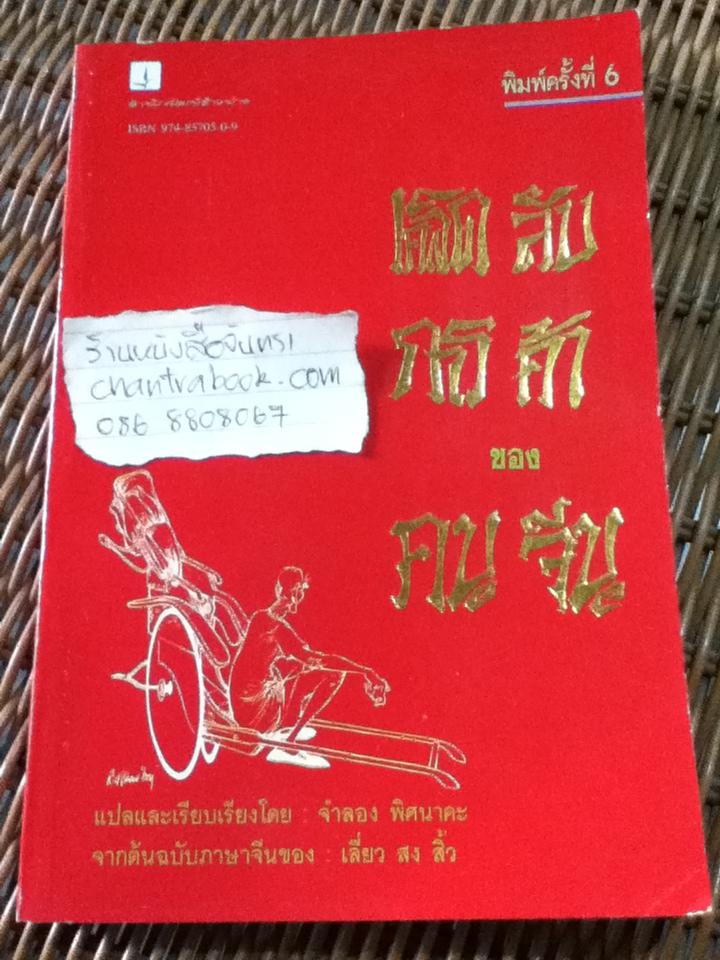 พิมพ์ครั้งที่ 6
ISBN 974-85705-0-9
เคล็ด ลับ
การ ค้า
ของ
คน จีน
ร้านหนังสือจันทรา
chantrabook.com
086 8808067
แปลและเรียบเรียงโดย : จำลอง พิศนาคะ
จากต้นฉบับภาษาจีนของ : เลี่ยว สง ลิ้ว